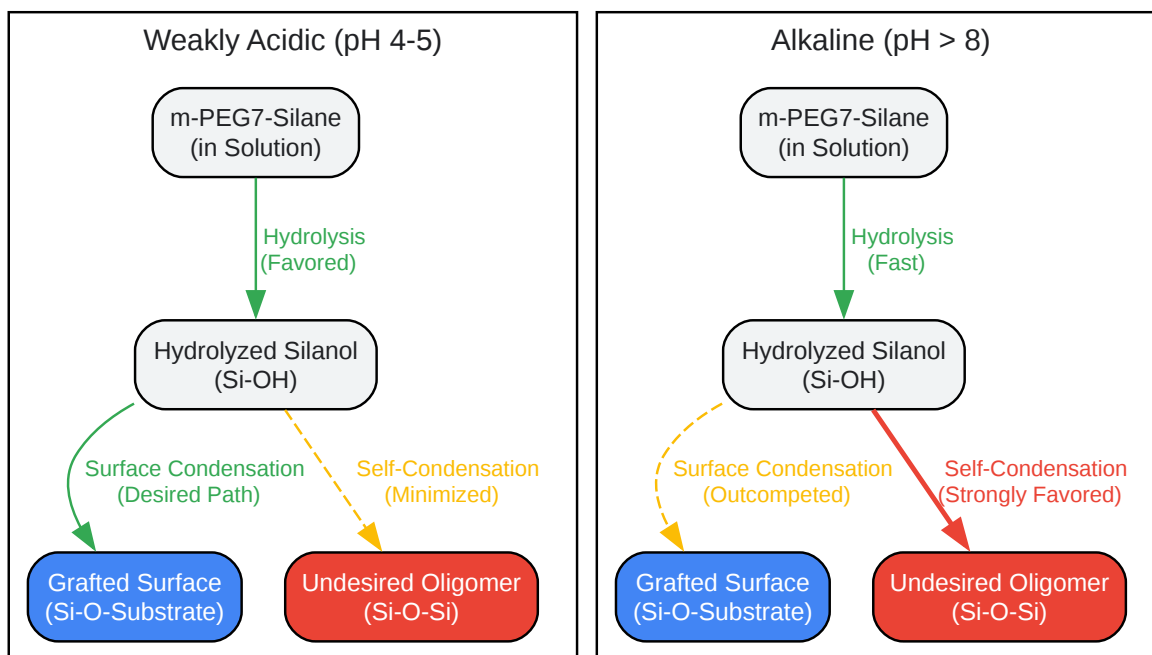 Weakly Acidic (pH 4-5)
m-PEG7-Silane
(in Solution)
Hydrolysis
(Favored)
Hydrolyzed Silanol
(Si-OH)
Surface Condensation
(Desired Path)
Self-Condensation
(Minimized)
Grafted Surface
(Si-O-Substrate)
Undesired Oligomer
(Si-O-Si)
Alkaline (pH > 8)
m-PEG7-Silane
(in Solution)
Hydrolysis
(Fast)
Hydrolyzed Silanol
(Si-OH)
Surface Condensation
(Outcompeted)
Self-Condensation
(Strongly Favored)
Grafted Surface
(Si-O-Substrate)
Undesired Oligomer
(Si-O-Si)